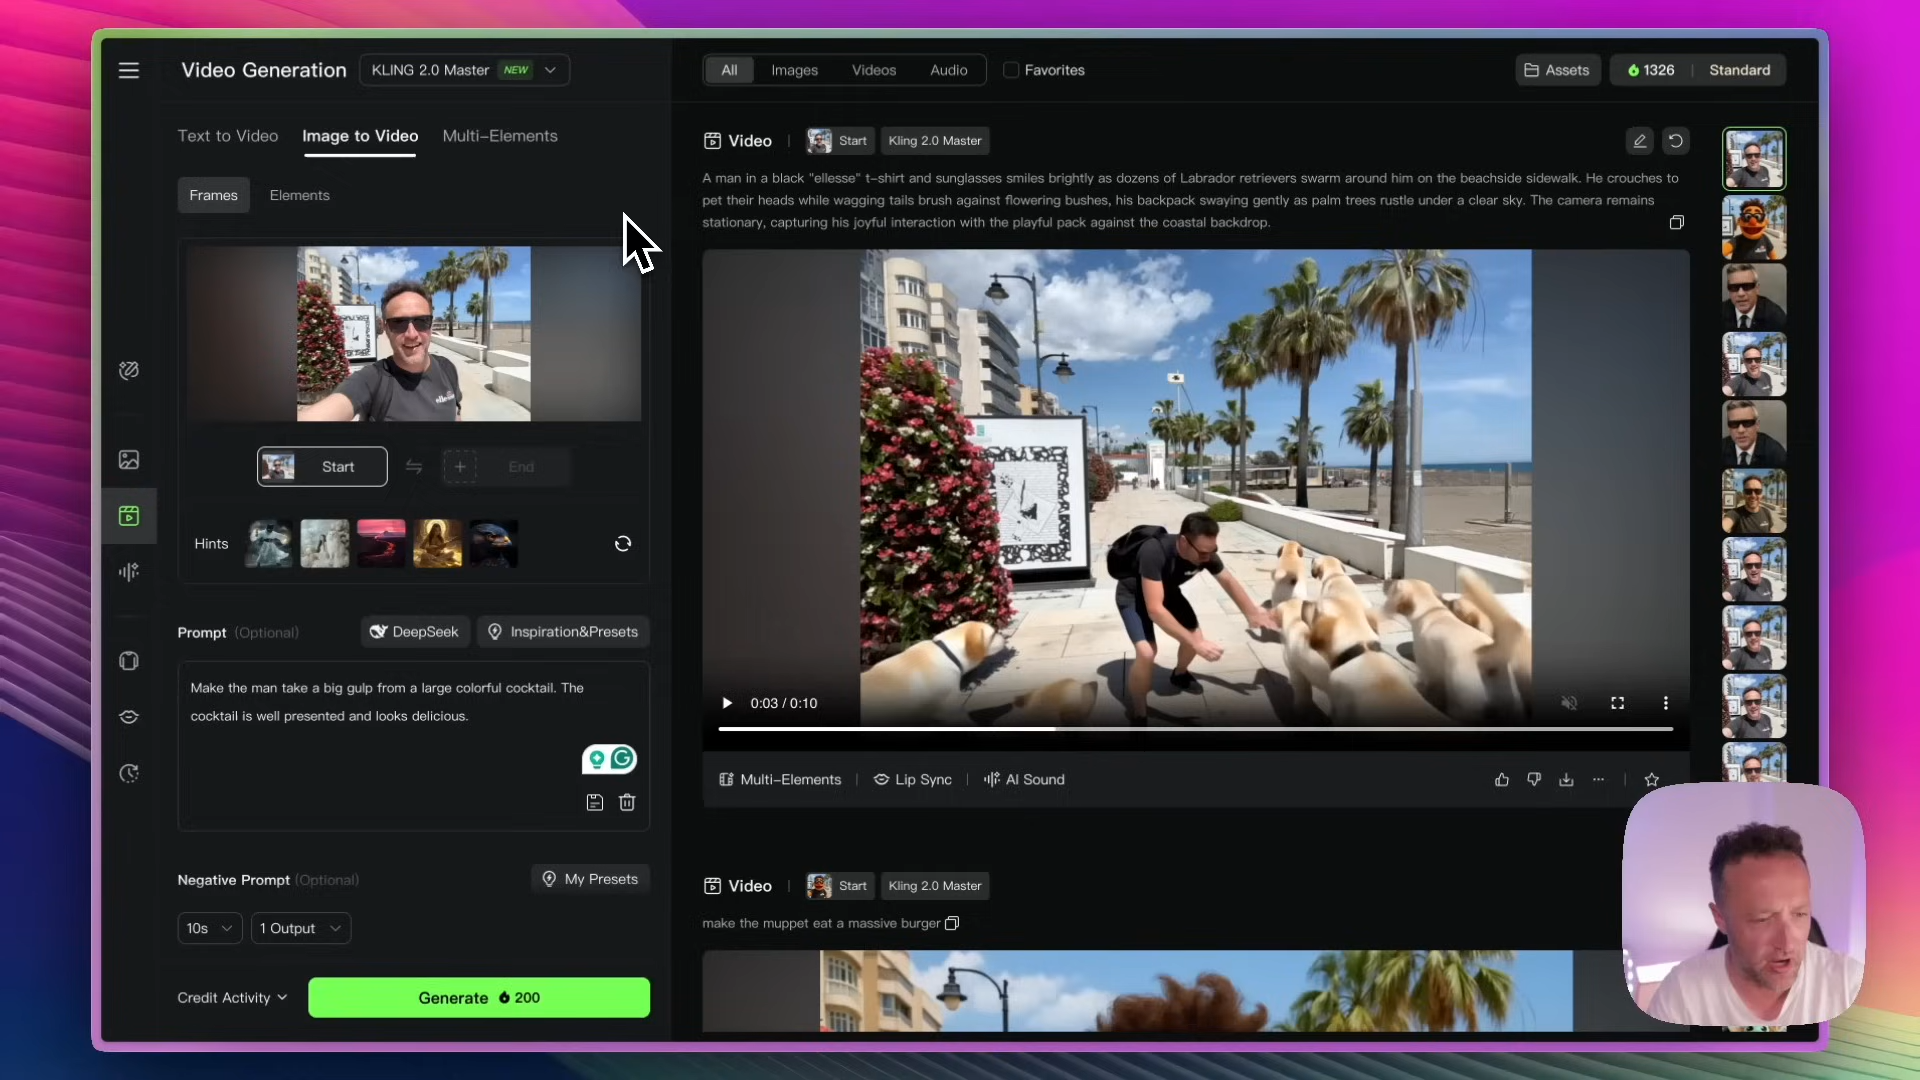 Video Generation
KLING 2.0 Master NEW
All
Images
Videos
Audio
Favorites
Assets
1326
Standard
Text to Video
Image to Video
Multi-Elements
Frames
Elements
Start
End
Hints
Prompt (Optional)
DeepSeek
Inspiration&Presets
Make the man take a big gulp from a large colorful cocktail. The
cocktail is well presented and looks delicious.
Negative Prompt (Optional)
My Presets
10s
1 Output
Credit Activity
Generate 200
Video
Start
Kling 2.0 Master
A man in a black "ellesse" t-shirt and sunglasses smiles brightly as dozens of Labrador retrievers swarm around him on the beachside sidewalk. He crouches to
pet their heads while wagging tails brush against flowering bushes, his backpack swaying gently as palm trees rustle under a clear sky. The camera remains
stationary, capturing his joyful interaction with the playful pack against the coastal backdrop.
0:03 / 0:10
Multi-Elements
Lip Sync
AI Sound
Video
Start
Kling 2.0 Master
make the muppet eat a massive burger